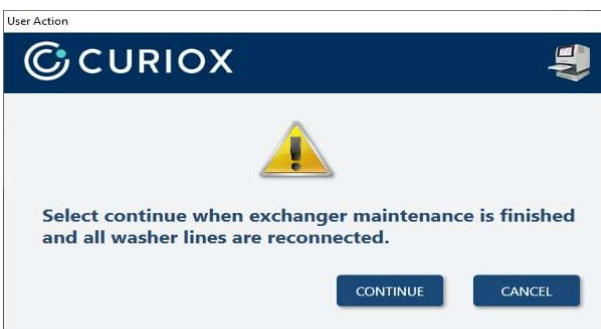 User Action
CURIOX
Select continue when exchanger maintenance is finished
and all washer lines are reconnected.
CONTINUE CANCEL